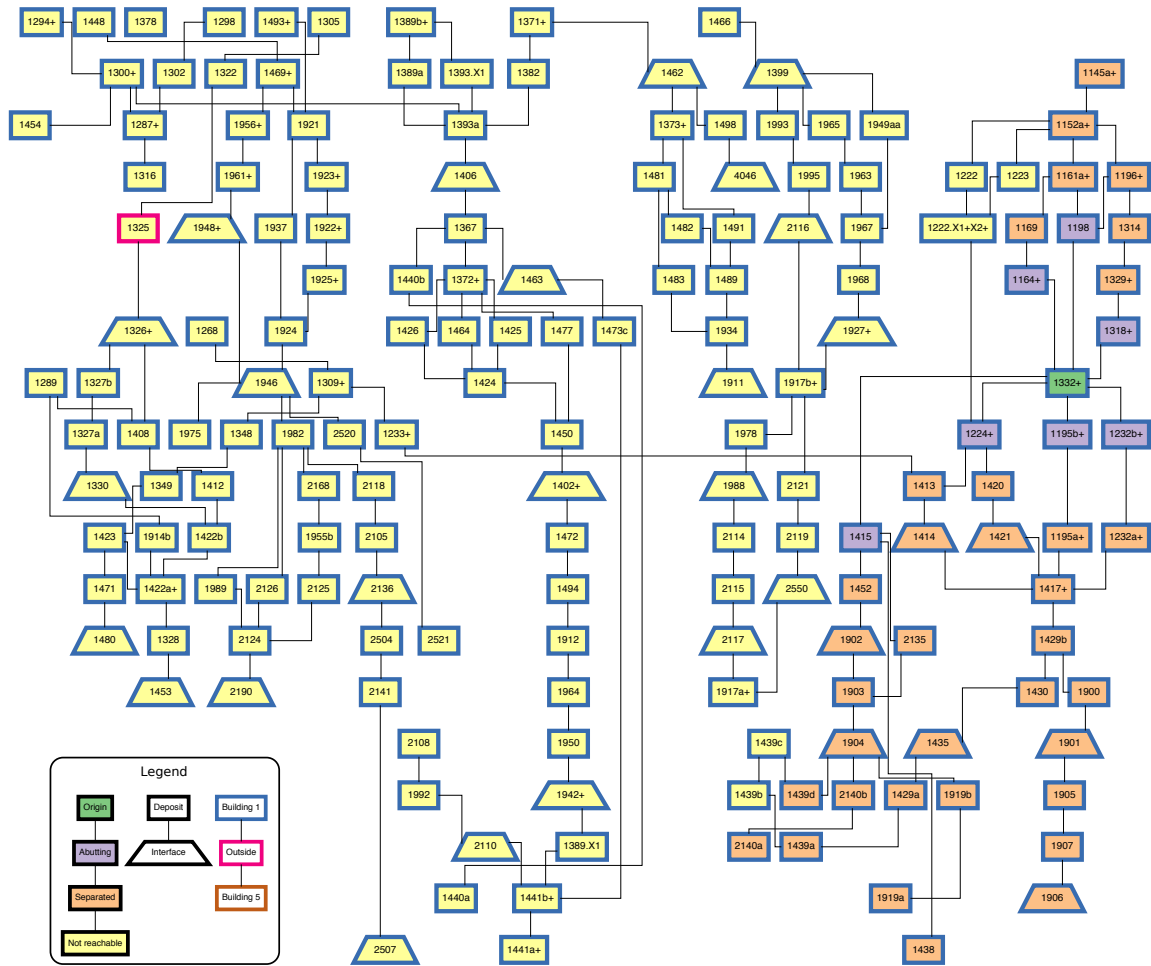 1294+ 1448 1378 1298 1493+ 1305 1389b+ 1371+ 1466
1300+ 1302 1322 1469+ 1389a 1393.X1 1382 1462 1399 1145a+
1454 1287+ 1956+ 1921 1393a 1373+ 1498 1993 1965 1949aa 1152a+
1316 1961+ 1923+ 1406 1481 4046 1995 1963 1222 1223 1161a+ 1196+
1325 1948+ 1937 1922+ 1367 1482 1491 2116 1967 1222.X1+X2+ 1169 1198 1314
1925+ 1440b 1372+ 1463 1483 1489 1968 1164+ 1329+
1326+ 1268 1924 1426 1464 1425 1477 1473c 1934 1927+ 1318+
1289 1327b 1946 1309+ 1424 1911 1917b+ 1332+
1327a 1408 1975 1348 1982 2520 1233+ 1450 1978 1224+ 1195b+ 1232b+
1330 1349 1412 2168 2118 1402+ 1988 2121 1413 1420
1423 1914b 1422b 1955b 2105 1472 2114 2119 1415 1414 1421 1195a+ 1232a+
1471 1422a+ 1989 2126 2125 2136 1494 2115 2550 1452 1417+
1480 1328 2124 2504 2521 1912 2117 1902 2135 1429b
1453 2190 2141 1964 1917a+ 1903 1430 1900
2108 1950 1439c 1904 1435 1901
1992 1942+ 1439b 1439d 2140b 1429a 1919b 1905
2110 1389.X1 2140a 1439a 1907
1440a 1441b+ 1919a 1906
2507 1441a+ 1438
Legend
Origin Deposit Building 1
Abutting Interface Outside
Separated Building 5
Not reachable